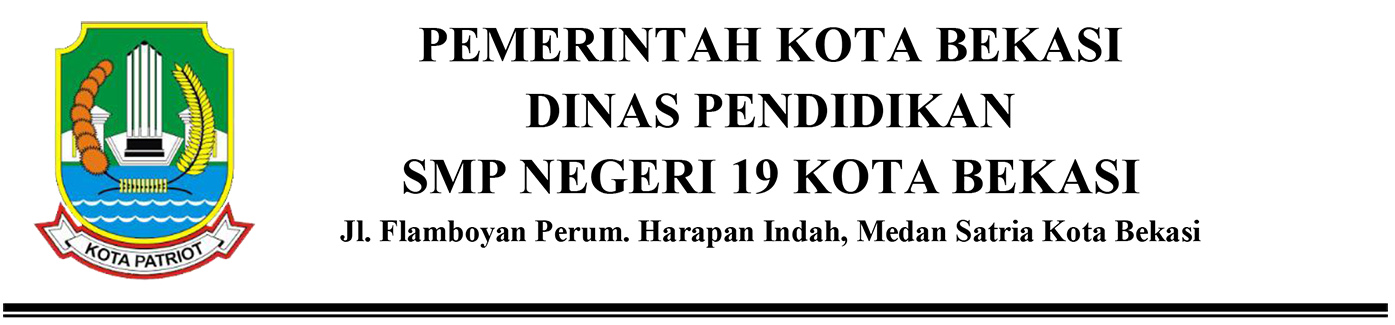 PEMERINTAH KOTA BEKASI
DINAS PENDIDIKAN
SMP NEGERI 19 KOTA BEKASI
Jl. Flamboyan Perum. Harapan Indah, Medan Satria Kota Bekasi
KOTA PATRIOT